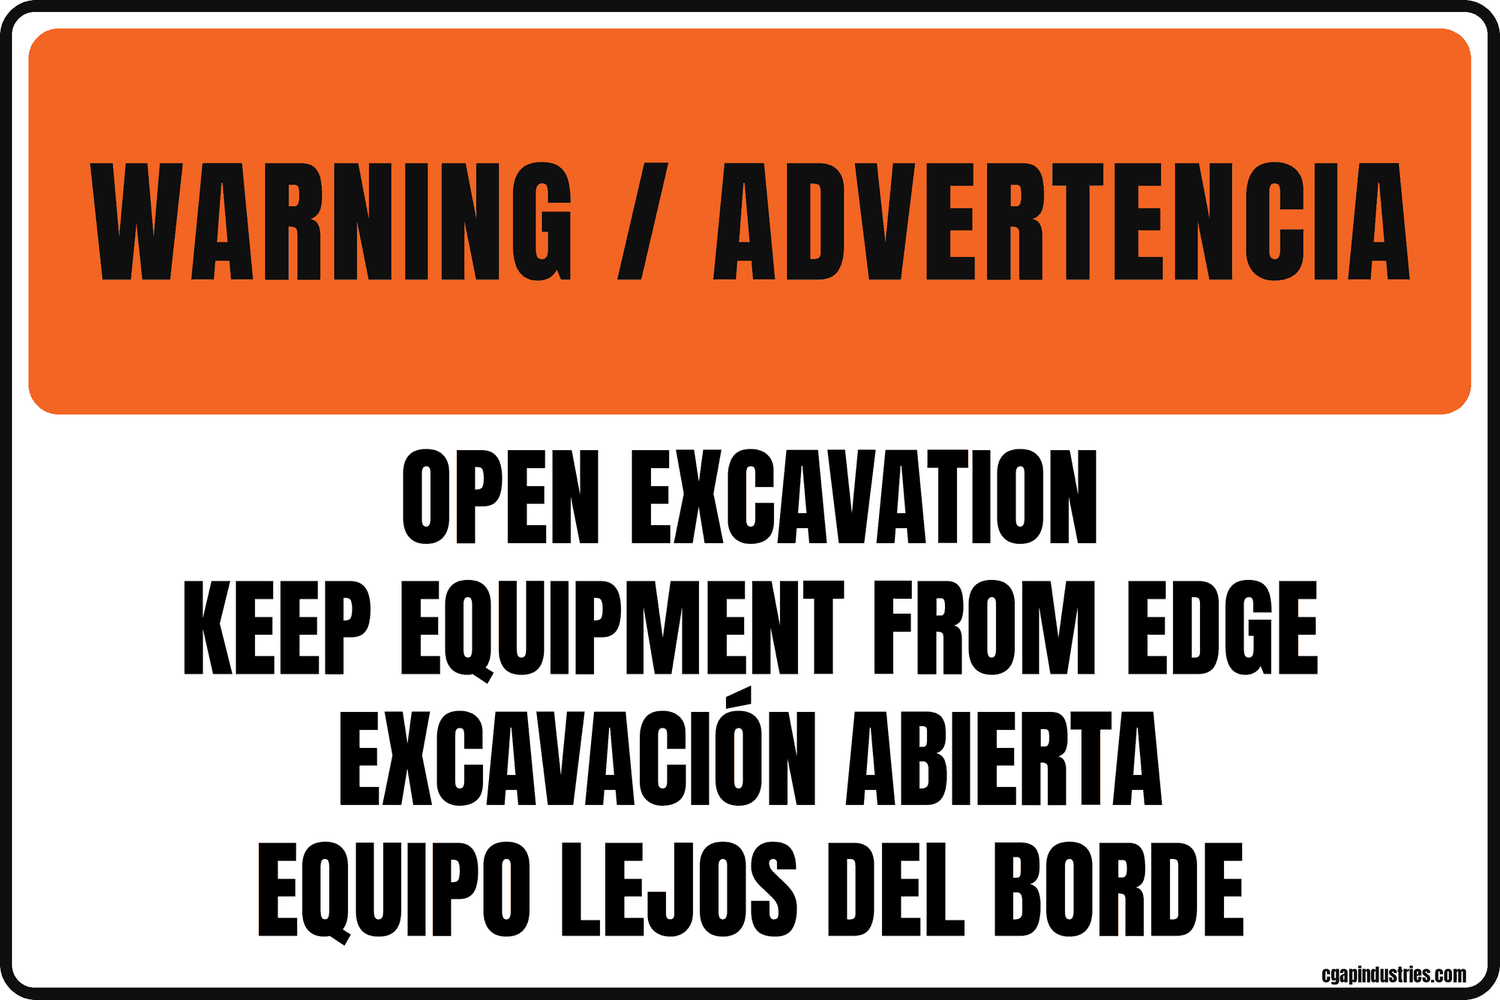 WARNING / ADVERTENCIA
OPEN EXCAVATION
KEEP EQUIPMENT FROM EDGE
EXCAVACIÓN ABIERTA
EQUIPO LEJOS DEL BORDE
cgapindustries.com